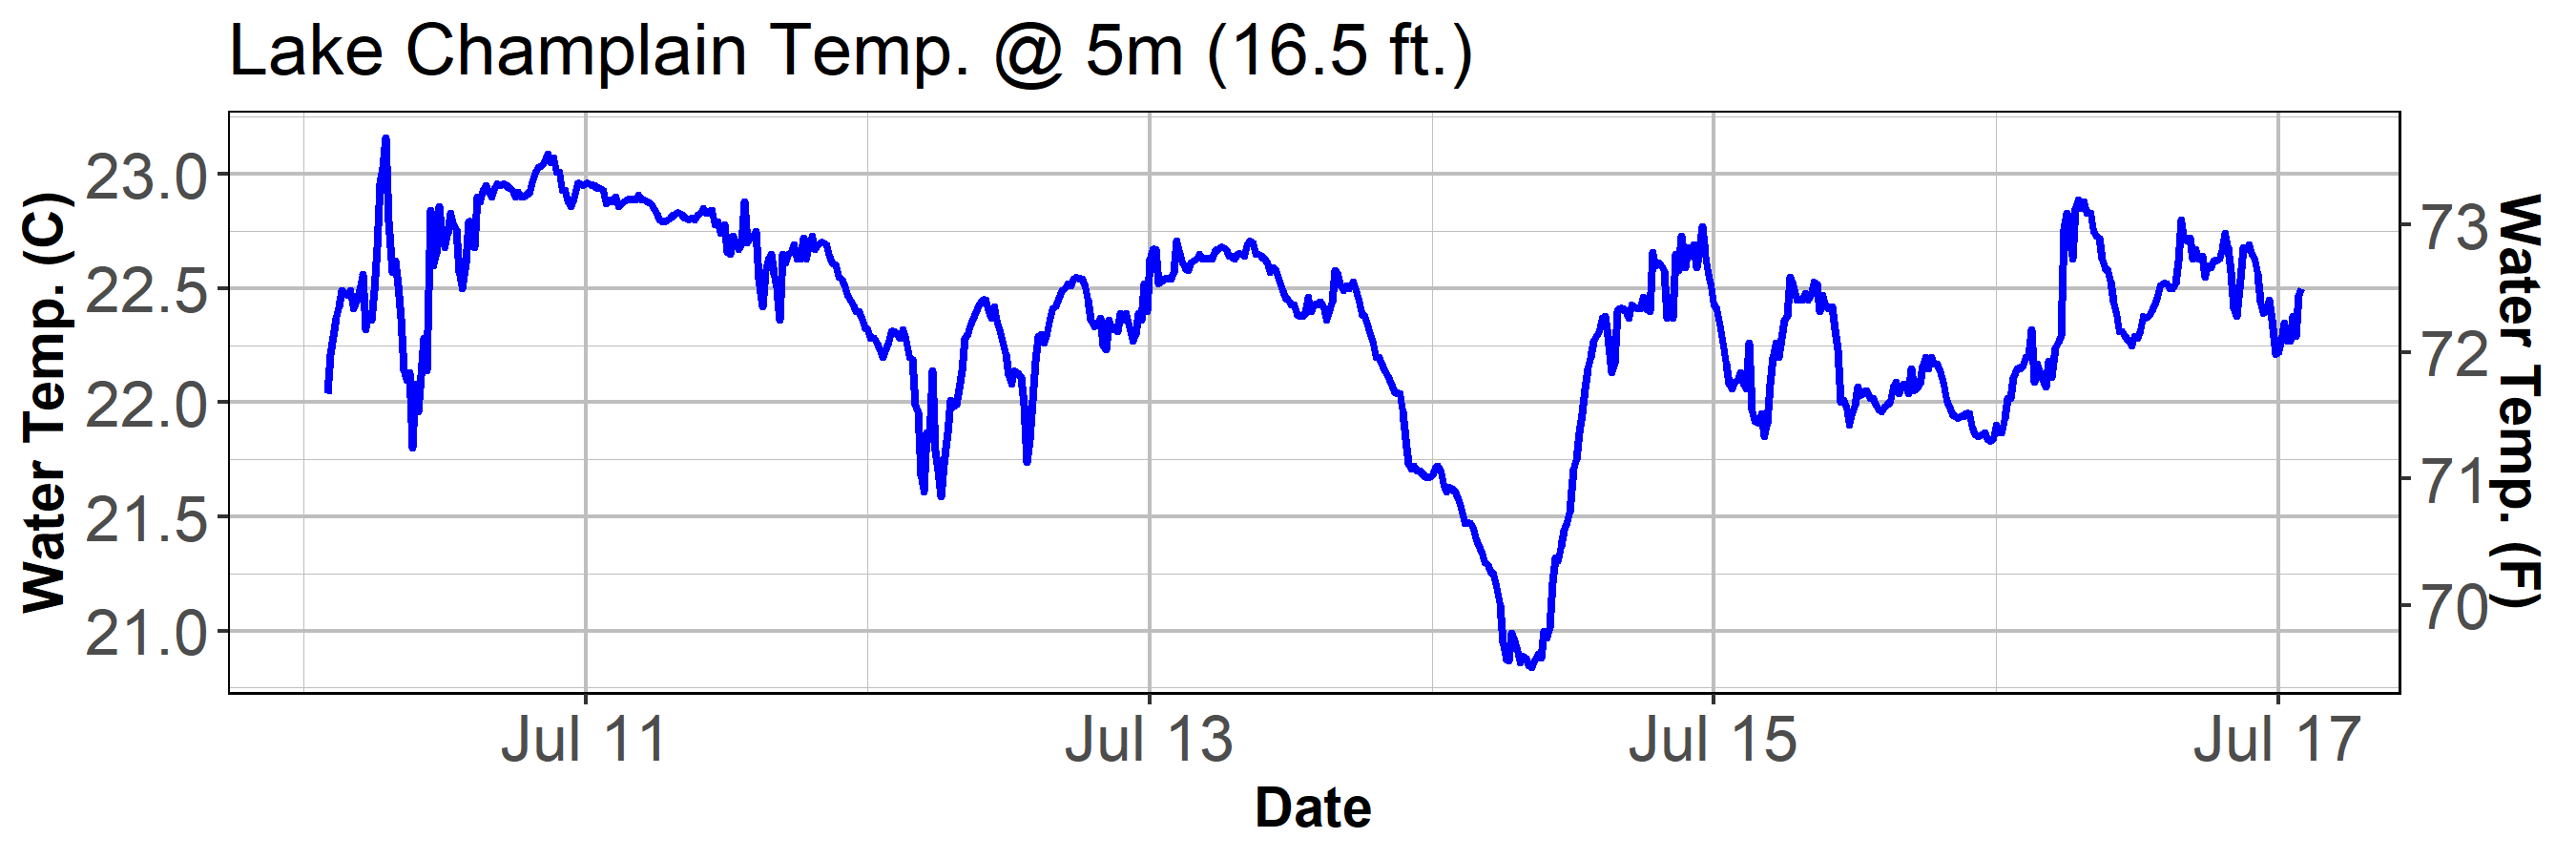 Lake Champlain Temp. @ 5m (16.5 ft.)
Water Temp. (C)
23.0
22.5
22.0
21.5
21.0
73
72
71
70
Water Temp. (F)
Jul 11
Jul 13
Jul 15
Jul 17
Date